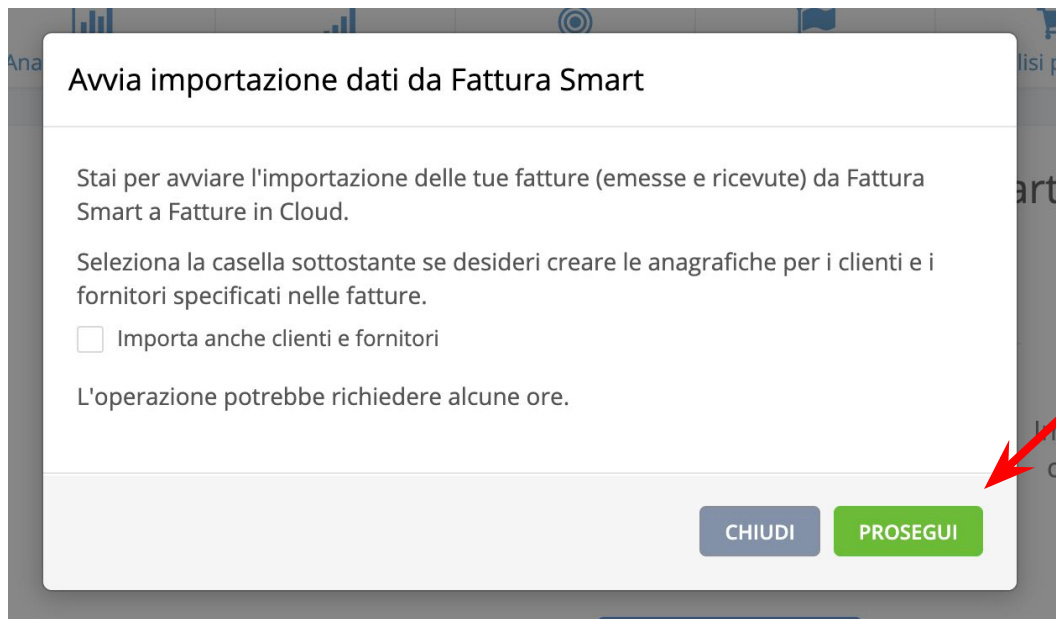 Avvia importazione dati da Fattura Smart
Stai per avviare l'importazione delle tue fatture (emesse e ricevute) da Fattura
Smart a Fatture in Cloud.
Seleziona la casella sottostante se desideri creare le anagrafiche per i clienti e i
fornitori specificati nelle fatture.
Importa anche clienti e fornitori
L'operazione potrebbe richiedere alcune ore.
CHIUDI
PROSEGUI